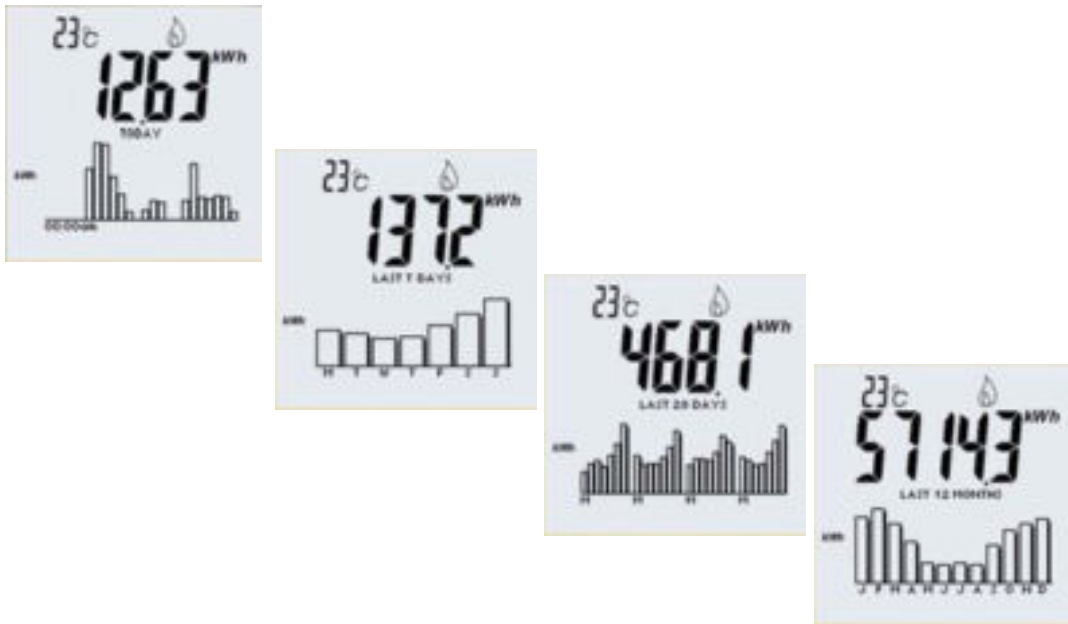 23°C
12.63 kWh
TODAY
kWh
00:00am
23°C
137.2 kWh
LAST 7 DAYS
kWh
M T W T F S S
23°C
468.1 kWh
LAST 28 DAYS
kWh
M M M M
23°C
5714.3 kWh
LAST 12 MONTHS
kWh
J F M A M J J A S O N D